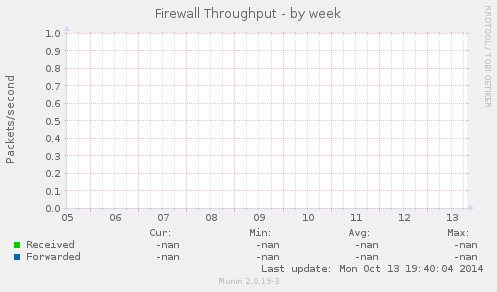 Firewall Throughput - by week
RRDTOOL / TOBI OETIKER
Packets/second
1.0
0.9
0.8
0.7
0.6
0.5
0.4
0.3
0.2
0.1
0.0
05 06 07 08 09 10 11 12 13
Cur: Min: Avg: Max:
Received -nan -nan -nan -nan
Forwarded -nan -nan -nan -nan
Last update: Mon Oct 13 19:40:04 2014
Munin 2.0.19-3